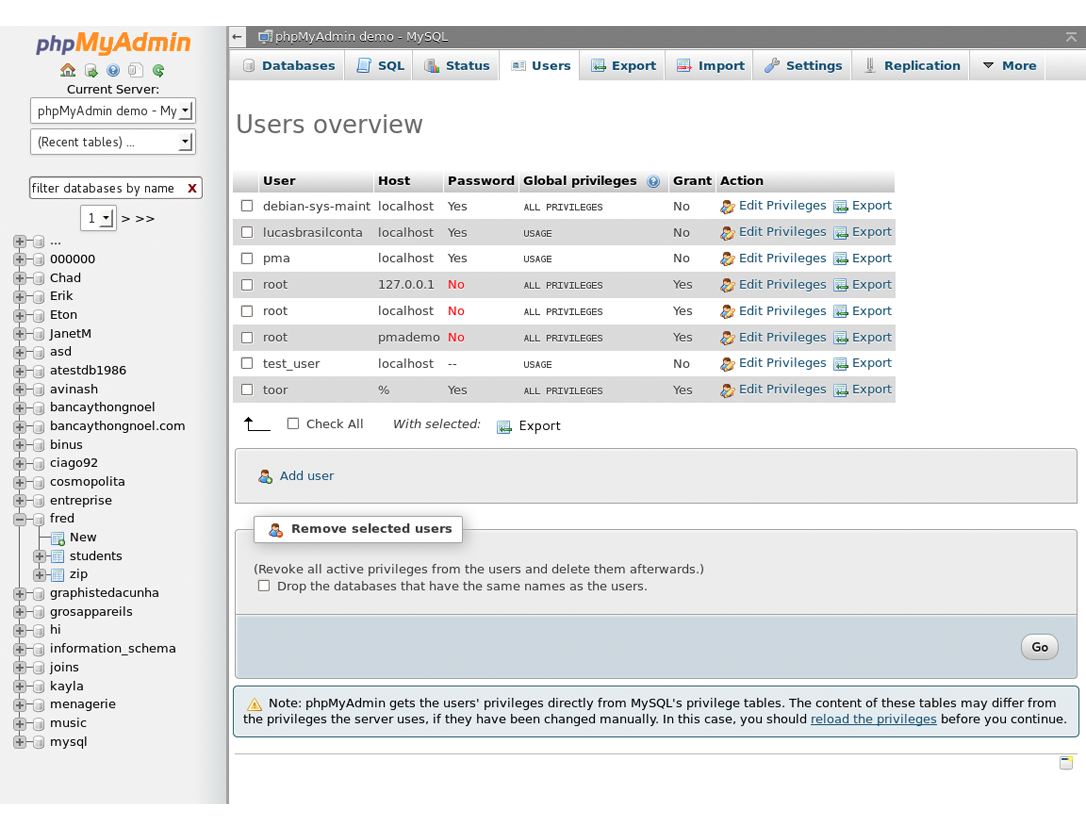 phpMyAdmin
Current Server:
phpMyAdmin demo - My
(Recent tables) ...
filter databases by name X
1 > >>
...
000000
Chad
Erik
Eton
JanetM
asd
atestdb1986
avinash
bancaythongnoel
bancaythongnoel.com
binus
ciago92
cosmopolita
entreprise
fred
New
students
zip
graphistedacunha
grosappareils
hi
information_schema
joins
kayla
menagerie
music
mysql
phpMyAdmin demo - MySQL
Databases SQL Status Users Export Import Settings Replication More
Users overview
User Host Password Global privileges Grant Action
debian-sys-maint localhost Yes ALL PRIVILEGES No Edit Privileges Export
lucasbrasilconta localhost Yes USAGE No Edit Privileges Export
pma localhost Yes USAGE No Edit Privileges Export
root 127.0.0.1 No ALL PRIVILEGES Yes Edit Privileges Export
root localhost No ALL PRIVILEGES Yes Edit Privileges Export
root pmademo No ALL PRIVILEGES Yes Edit Privileges Export
test_user localhost -- USAGE No Edit Privileges Export
toor % Yes ALL PRIVILEGES Yes Edit Privileges Export
Check All With selected: Export
Add user
Remove selected users
(Revoke all active privileges from the users and delete them afterwards.)
Drop the databases that have the same names as the users.
Go
Note: phpMyAdmin gets the users' privileges directly from MySQL's privilege tables. The content of these tables may differ from
the privileges the server uses, if they have been changed manually. In this case, you should reload the privileges before you continue.